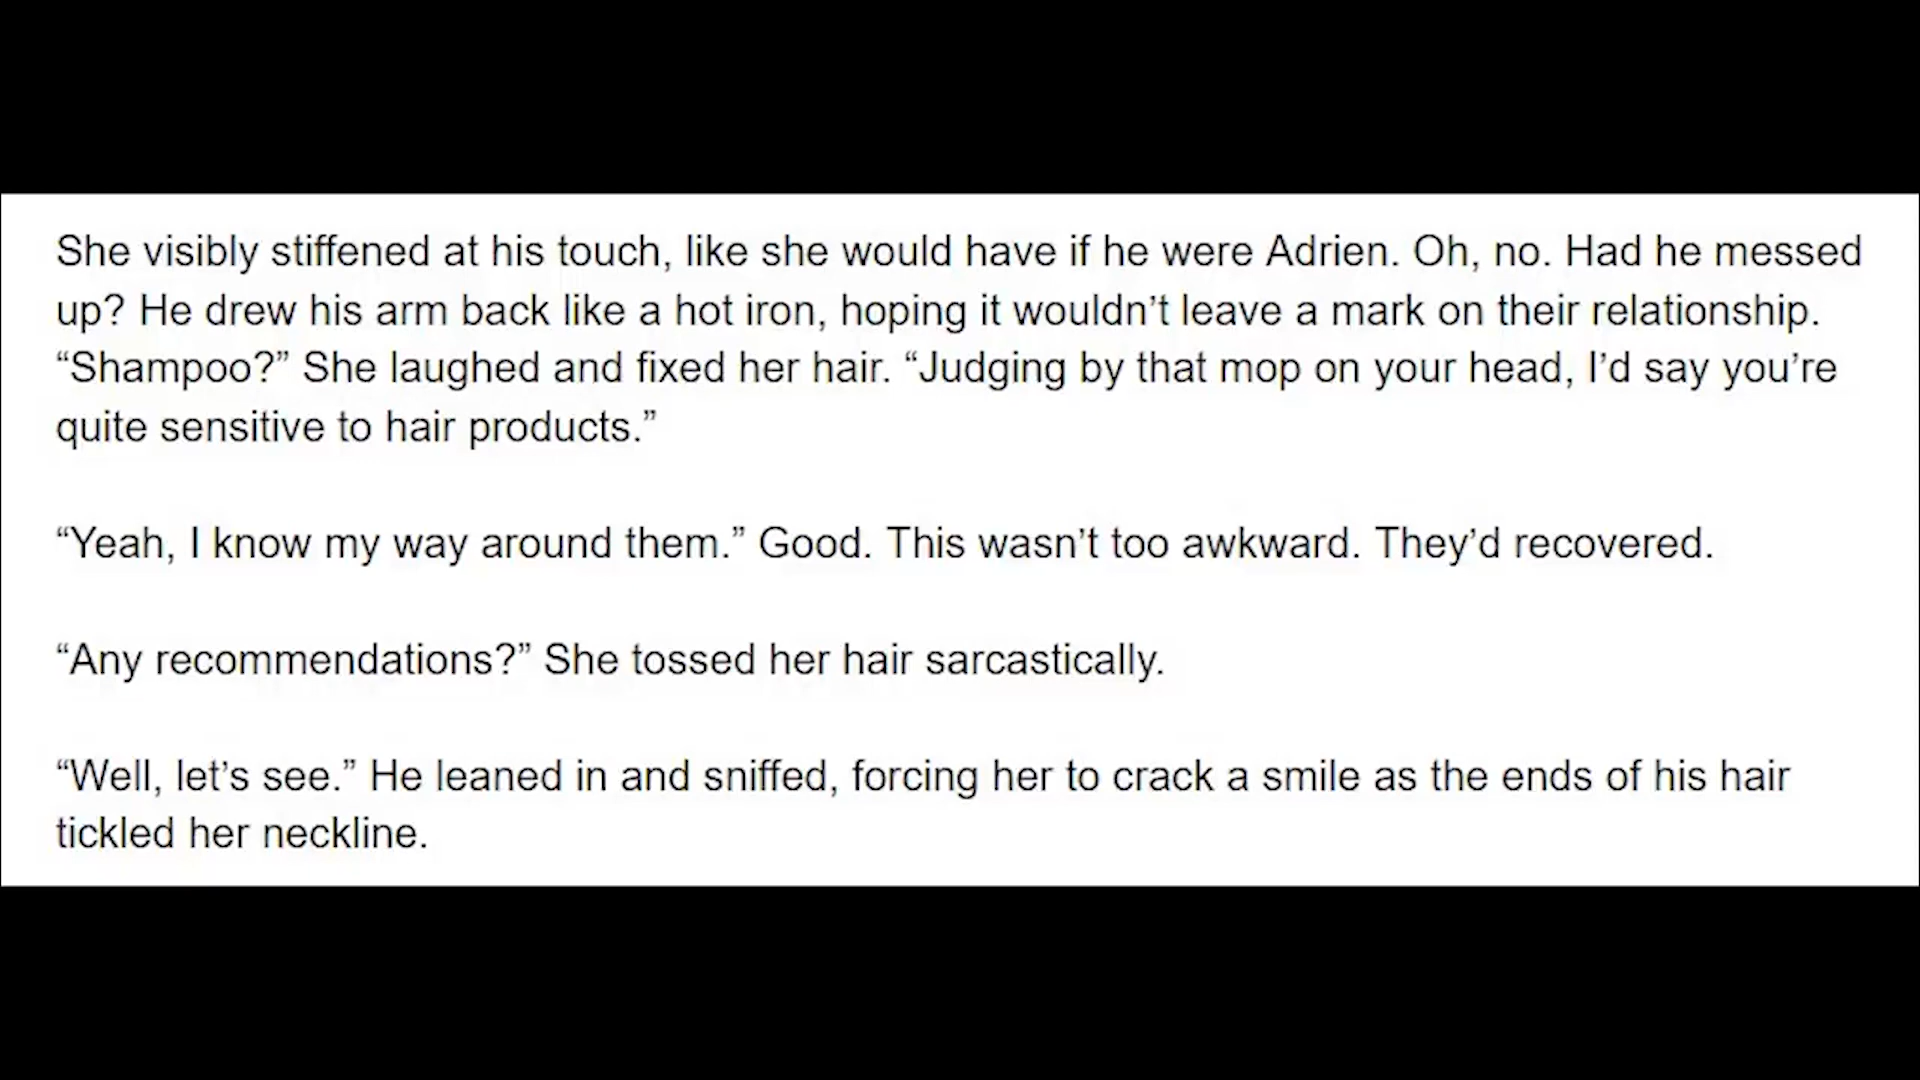 She visibly stiffened at his touch, like she would have if he were Adrien. Oh, no. Had he messed
up? He drew his arm back like a hot iron, hoping it wouldn’t leave a mark on their relationship.
“Shampoo?” She laughed and fixed her hair. “Judging by that mop on your head, I’d say you’re
quite sensitive to hair products.”
“Yeah, I know my way around them.” Good. This wasn’t too awkward. They’d recovered.
“Any recommendations?” She tossed her hair sarcastically.
“Well, let’s see.” He leaned in and sniffed, forcing her to crack a smile as the ends of his hair
tickled her neckline.